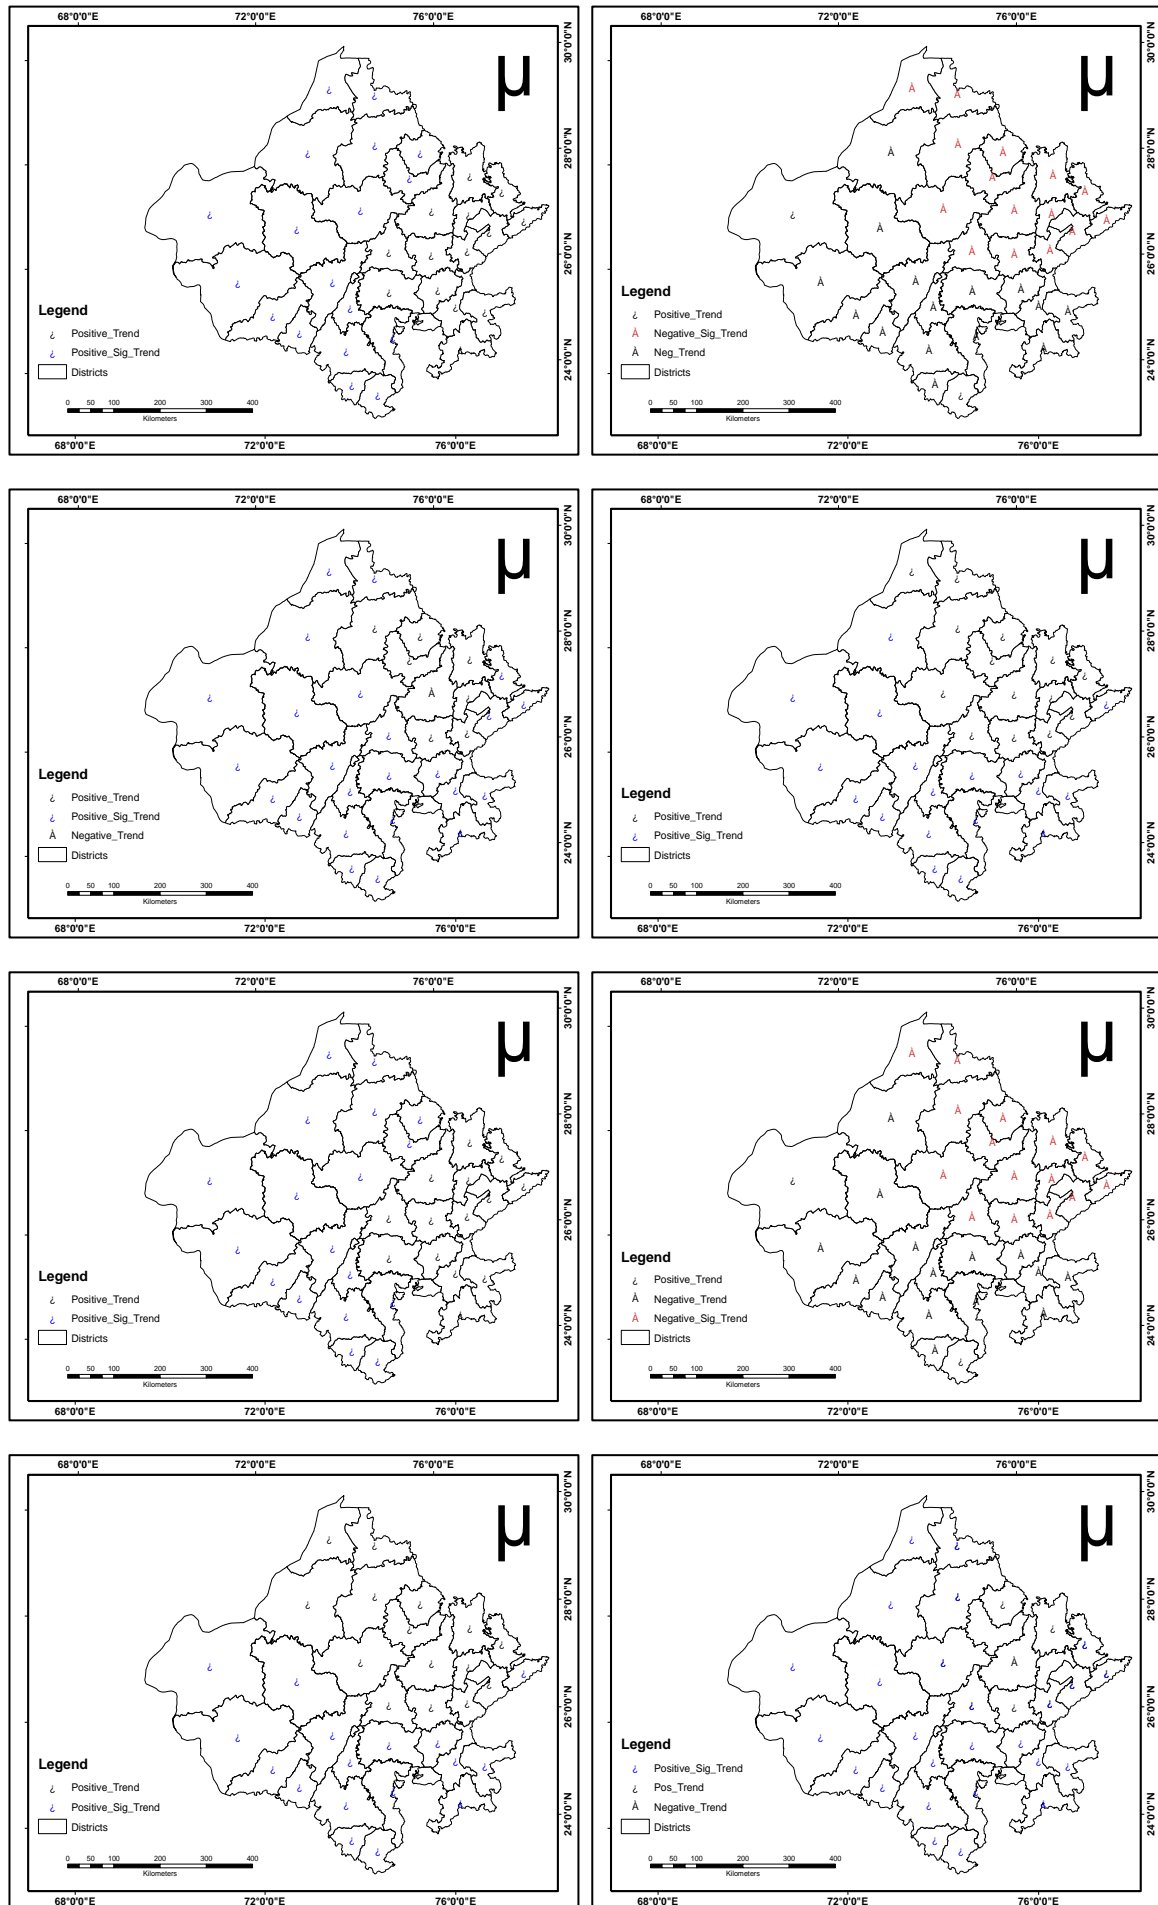 68°0'0"E 72°0'0"E 76°0'0"E
µ
30°0'0"N
28°0'0"N
26°0'0"N
24°0'0"N
Legend
¿ Positive_Trend
¿ Positive_Sig_Trend
Districts
0 50 100 200 300 400
Kilometers
68°0'0"E 72°0'0"E 76°0'0"E
68°0'0"E 72°0'0"E 76°0'0"E
µ
30°0'0"N
28°0'0"N
26°0'0"N
24°0'0"N
Legend
¿ Positive_Trend
À Negative_Sig_Trend
À Neg_Trend
Districts
0 50 100 200 300 400
Kilometers
68°0'0"E 72°0'0"E 76°0'0"E
68°0'0"E 72°0'0"E 76°0'0"E
µ
30°0'0"N
28°0'0"N
26°0'0"N
24°0'0"N
Legend
¿ Positive_Trend
¿ Positive_Sig_Trend
À Negative_Trend
Districts
0 50 100 200 300 400
Kilometers
68°0'0"E 72°0'0"E 76°0'0"E
68°0'0"E 72°0'0"E 76°0'0"E
µ
30°0'0"N
28°0'0"N
26°0'0"N
24°0'0"N
Legend
¿ Positive_Trend
¿ Positive_Sig_Trend
Districts
0 50 100 200 300 400
Kilometers
68°0'0"E 72°0'0"E 76°0'0"E
68°0'0"E 72°0'0"E 76°0'0"E
µ
30°0'0"N
28°0'0"N
26°0'0"N
24°0'0"N
Legend
¿ Positive_Trend
¿ Positive_Sig_Trend
Districts
0 50 100 200 300 400
Kilometers
68°0'0"E 72°0'0"E 76°0'0"E
68°0'0"E 72°0'0"E 76°0'0"E
µ
30°0'0"N
28°0'0"N
26°0'0"N
24°0'0"N
Legend
¿ Positive_Trend
À Negative_Trend
À Negative_Sig_Trend
Districts
0 50 100 200 300 400
Kilometers
68°0'0"E 72°0'0"E 76°0'0"E
68°0'0"E 72°0'0"E 76°0'0"E
µ
30°0'0"N
28°0'0"N
26°0'0"N
24°0'0"N
Legend
¿ Positive_Trend
¿ Positive_Sig_Trend
Districts
0 50 100 200 300 400
Kilometers
68°0'0"E 72°0'0"E 76°0'0"E
68°0'0"E 72°0'0"E 76°0'0"E
µ
30°0'0"N
28°0'0"N
26°0'0"N
24°0'0"N
Legend
¿ Positive_Sig_Trend
¿ Pos_Trend
À Negative_Trend
Districts
0 50 100 200 300 400
Kilometers
68°0'0"E 72°0'0"E 76°0'0"E